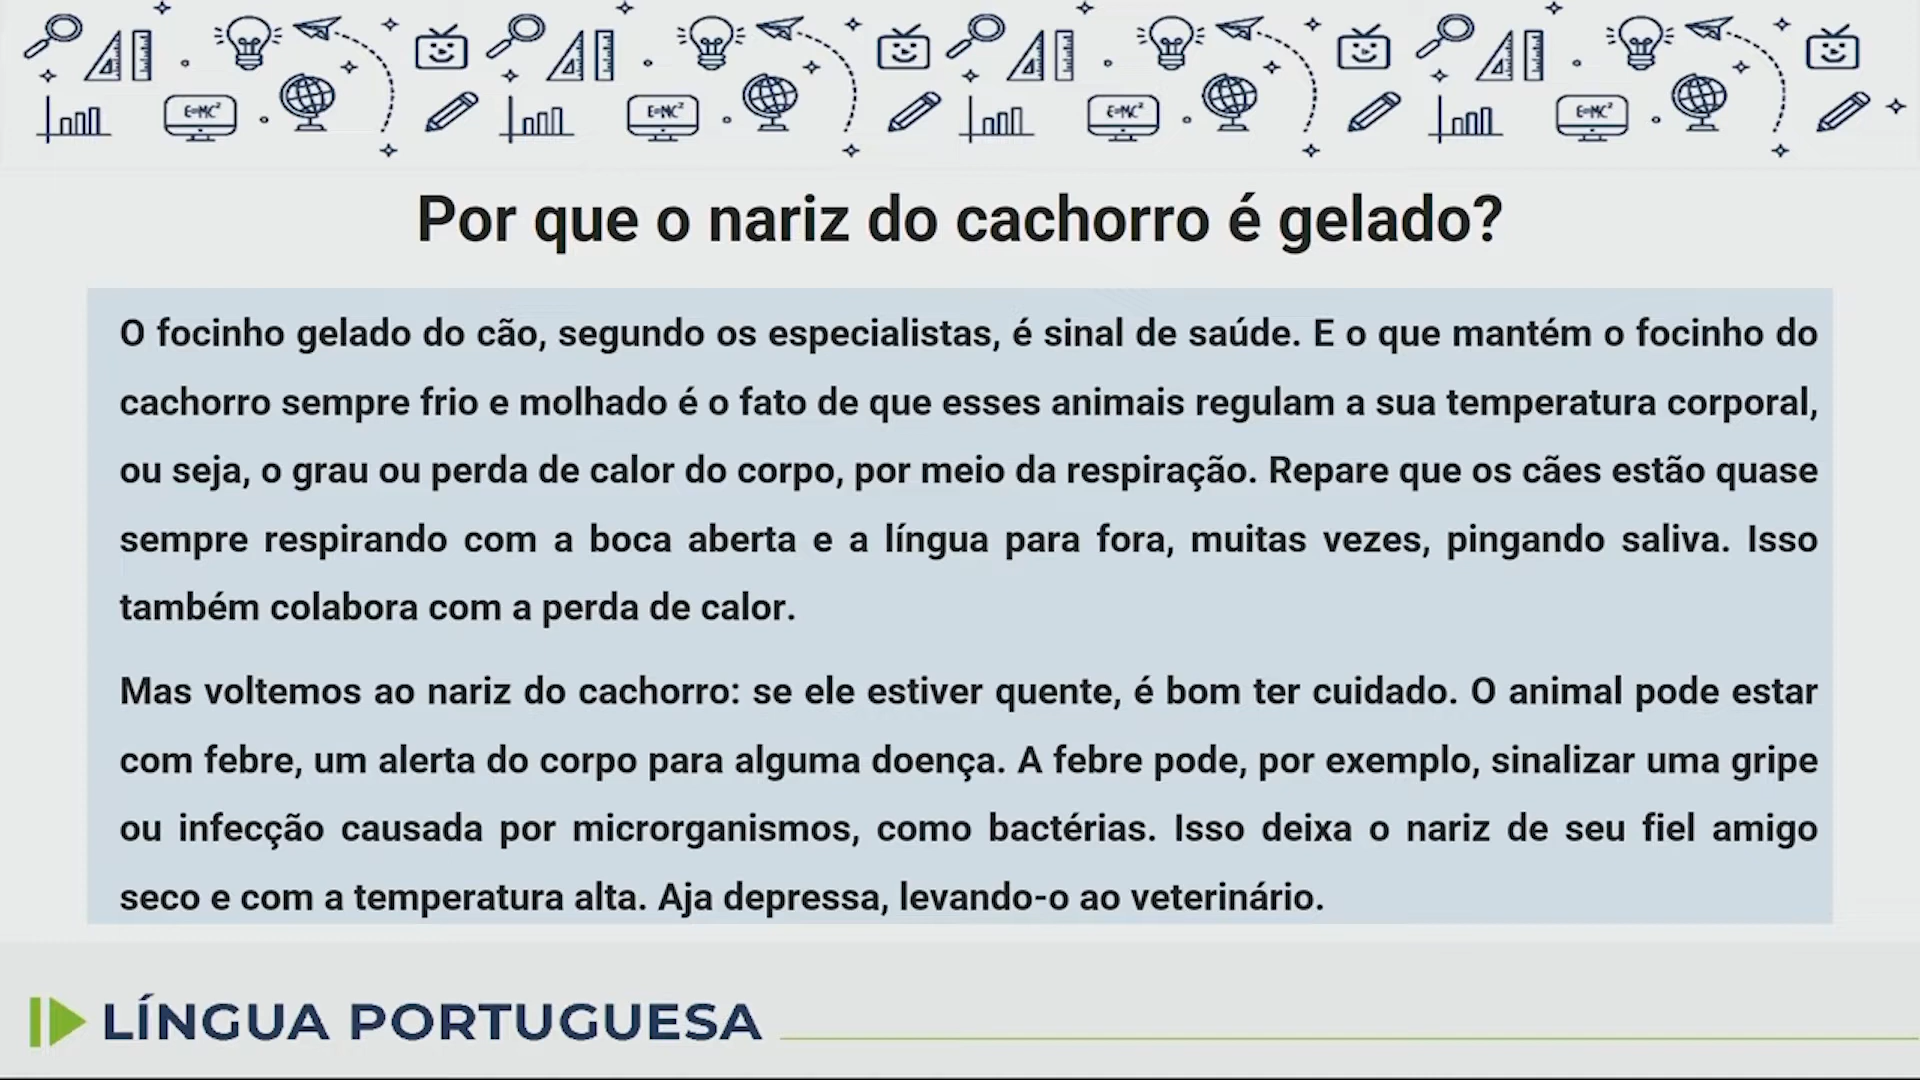 E=MC² E=MC² E=MC² E=MC²
Por que o nariz do cachorro é gelado?
O focinho gelado do cão, segundo os especialistas, é sinal de saúde. E o que mantém o focinho do
cachorro sempre frio e molhado é o fato de que esses animais regulam a sua temperatura corporal,
ou seja, o grau ou perda de calor do corpo, por meio da respiração. Repare que os cães estão quase
sempre respirando com a boca aberta e a língua para fora, muitas vezes, pingando saliva. Isso
também colabora com a perda de calor.
Mas voltemos ao nariz do cachorro: se ele estiver quente, é bom ter cuidado. O animal pode estar
com febre, um alerta do corpo para alguma doença. A febre pode, por exemplo, sinalizar uma gripe
ou infecção causada por microrganismos, como bactérias. Isso deixa o nariz de seu fiel amigo
seco e com a temperatura alta. Aja depressa, levando-o ao veterinário.
LÍNGUA PORTUGUESA